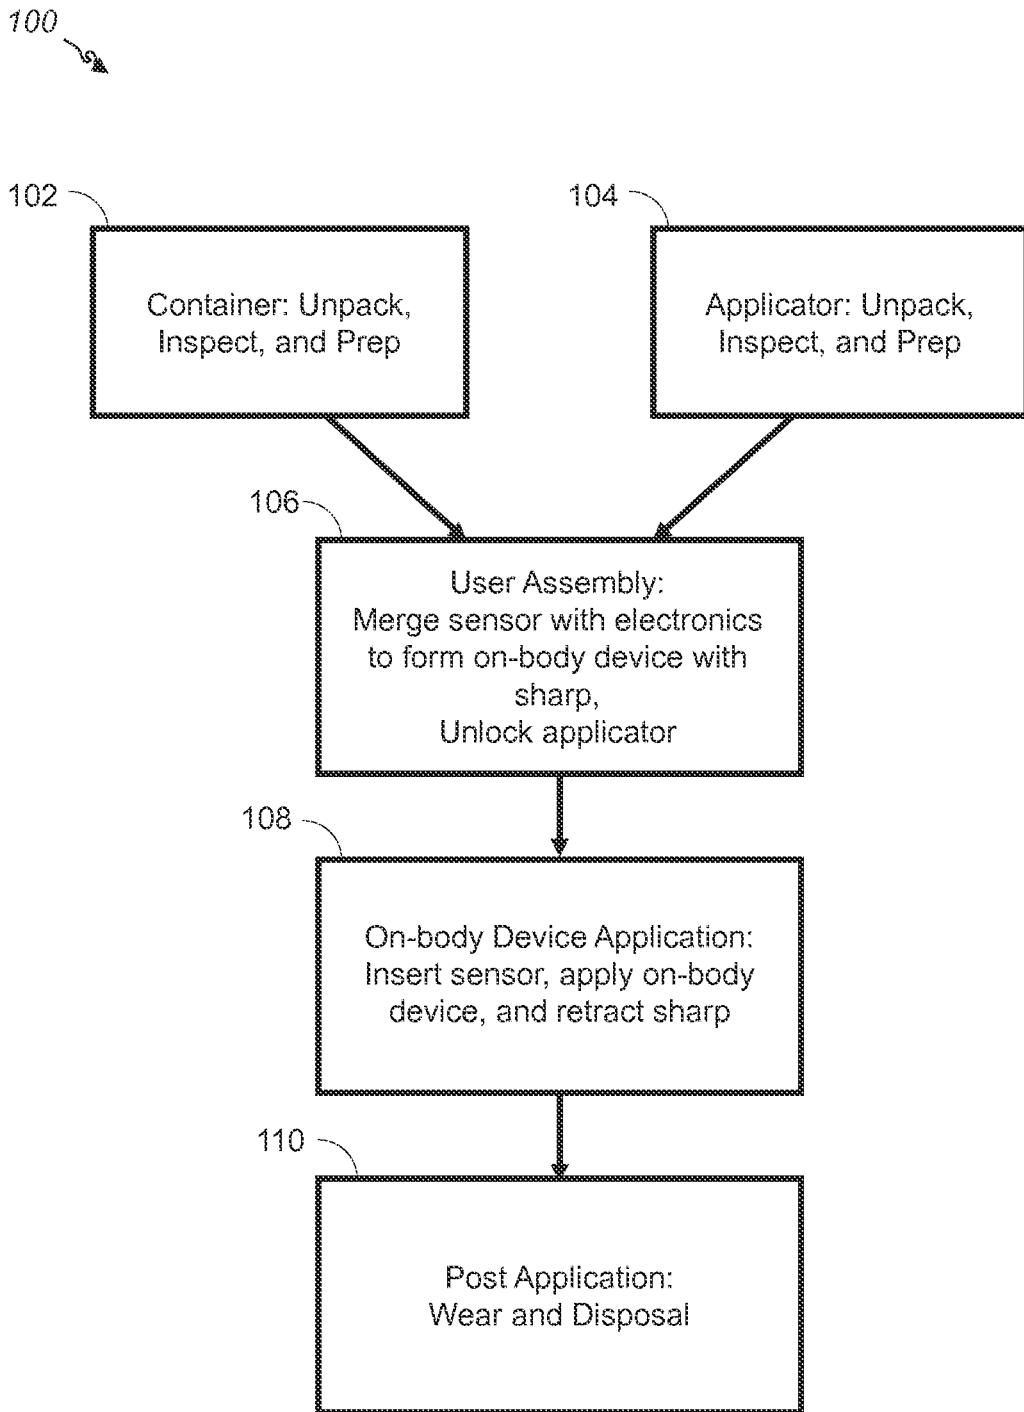 100
102
104
Container: Unpack,
Inspect, and Prep
Applicator: Unpack,
Inspect, and Prep
106
User Assembly:
Merge sensor with electronics
to form on-body device with
sharp,
Unlock applicator
108
On-body Device Application:
Insert sensor, apply on-body
device, and retract sharp
110
Post Application:
Wear and Disposal